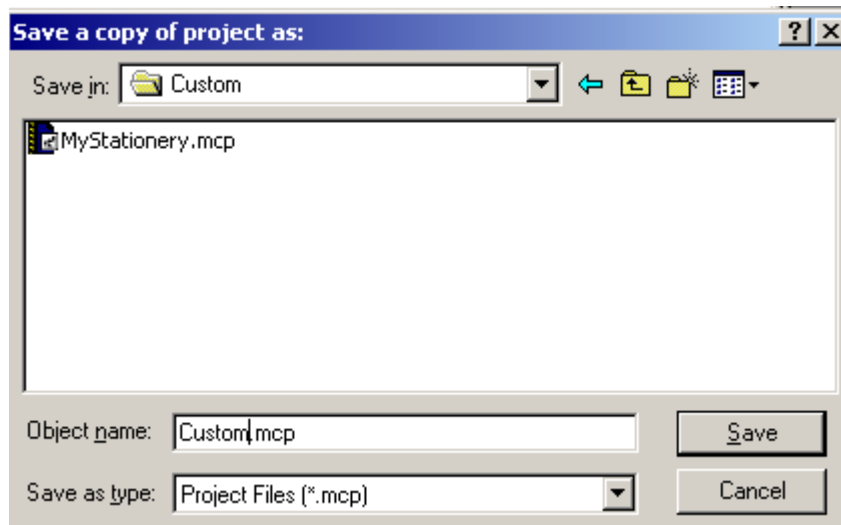 Save a copy of project as:
Save in: Custom
MyStationery.mcp
Object name: Custom.mcp Save
Save as type: Project Files (*.mcp) Cancel